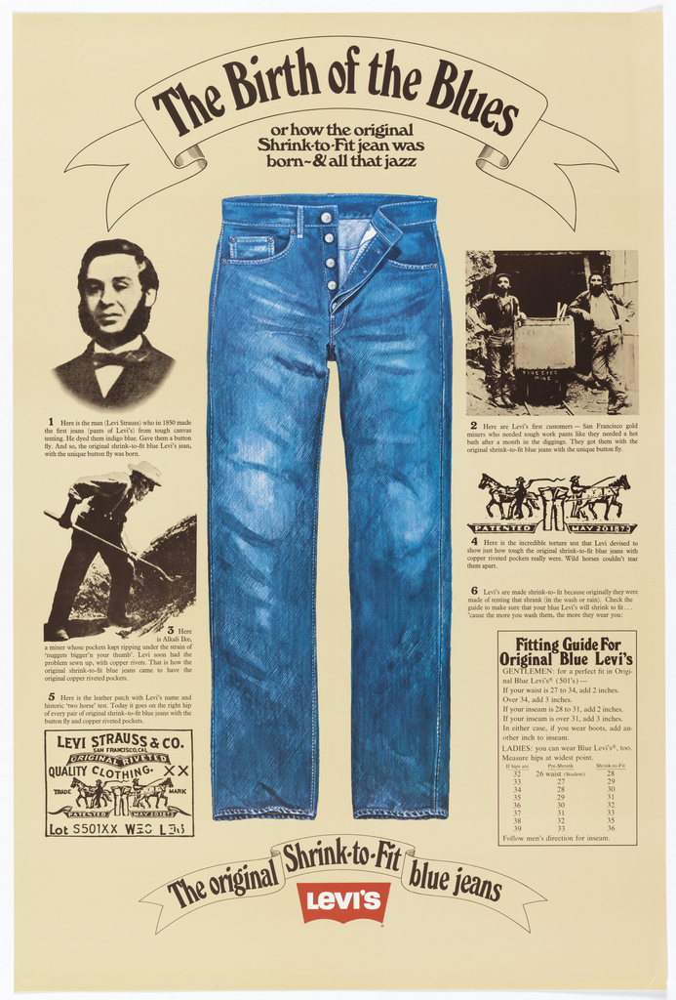 The Birth of the Blues
or how the original
Shrink-to-Fit jean was
born~& all that jazz
1 Here is the man (Levi Strauss) who in 1850 made
the first jeans (pants of Levi's) from tough canvas
tenting. He dyed them indigo blue. Gave them a button
fly. And so, the original shrink-to-fit blue Levi's jean,
with the unique button fly was born.
BLUE EYES
MINE
2 Here are Levi's first customers — San Francisco gold
miners who needed tough work pants like they needed a hot
bath after a month in the diggings. They got them with the
original shrink-to-fit blue jeans with the unique button fly.
3 Here
is Alkali Ike,
a miner whose pockets kept ripping under the strain of
'nuggets bigger'n your thumb'. Levi soon had the
problem sewn up, with copper rivets. That is how the
original shrink-to-fit blue jeans came to have the
original copper riveted pockets.
PATENTED MAY 20 1873
4 Here is the incredible torture test that Levi devised to
show just how tough the original shrink-to-fit blue jeans with
copper riveted pockets really were. Wild horses couldn't tear
them apart.
5 Here is the leather patch with Levi's name and
historic 'two horse' test. Today it goes on the right hip
of every pair of original shrink-to-fit blue jeans with the
button fly and copper riveted pockets.
LEVI STRAUSS & CO.
SAN FRANCISCO, CAL.
ORIGINAL RIVETED
QUALITY CLOTHING. XX
TRADE MARK
PATENTED MAY 20 1873
Lot S501XX
6 Levi's are made shrink-to-fit because originally they were
made of tenting that shrank (in the wash or rain). Check the
guide to make sure that your blue Levi's will shrink to fit . . .
'cause the more you wash them, the more they wear you:
Fitting Guide For
Original Blue Levi's
GENTLEMEN: for a perfect fit in Origi-
nal Blue Levi's® (501's)—
If your waist is 27 to 34, add 2 inches.
Over 34, add 3 inches.
If your inseam is 28 to 31, add 2 inches.
If your inseam is over 31, add 3 inches.
In either case, if you wear boots, add an-
other inch to inseam.
LADIES: you can wear Blue Levi's®, too.
Measure hips at widest point.
If hips are Pre-Shrunk Shrink-to-Fit
32 26 waist (Student) 28
33 27 29
34 28 30
35 29 31
36 30 32
37 31 33
38 32 35
39 33 36
Follow men's direction for inseam.
The original Shrink-to-Fit blue jeans
LEVI'S